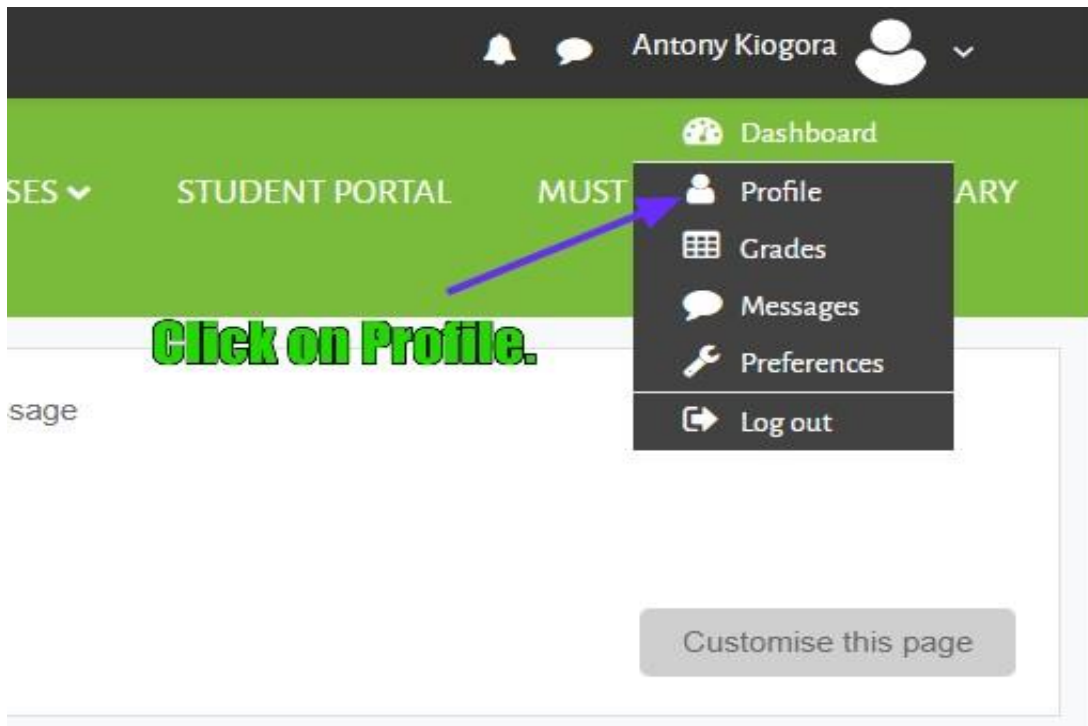 Antony Kiogora
Dashboard
SES STUDENT PORTAL MUST ARY
Profile
Grades
Click on Profile.
Messages
Preferences
sage
Log out
Customise this page